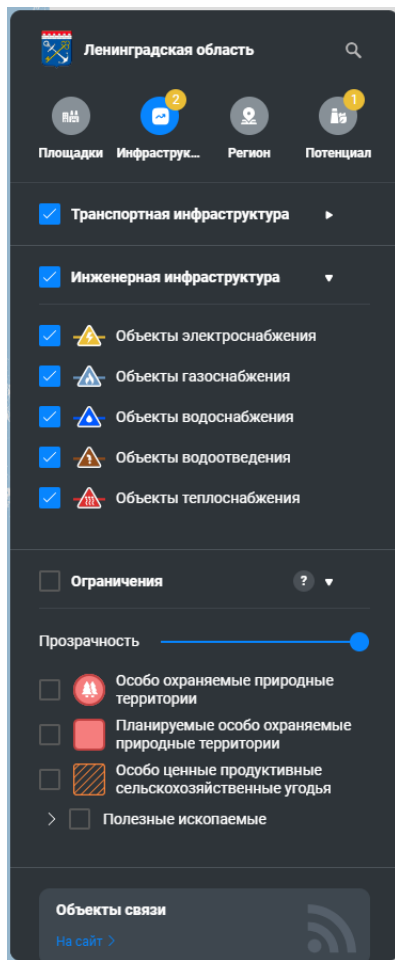 Ленинградская область
2
1
Площадки
Инфраструк...
Регион
Потенциал
Транспортная инфраструктура
Инженерная инфраструктура
Объекты электроснабжения
Объекты газоснабжения
Объекты водоснабжения
Объекты водоотведения
Объекты теплоснабжения
Ограничения
?
Прозрачность
Особо охраняемые природные
территории
Планируемые особо охраняемые
природные территории
Особо ценные продуктивные
сельскохозяйственные угодья
Полезные ископаемые
Объекты связи
На сайт >